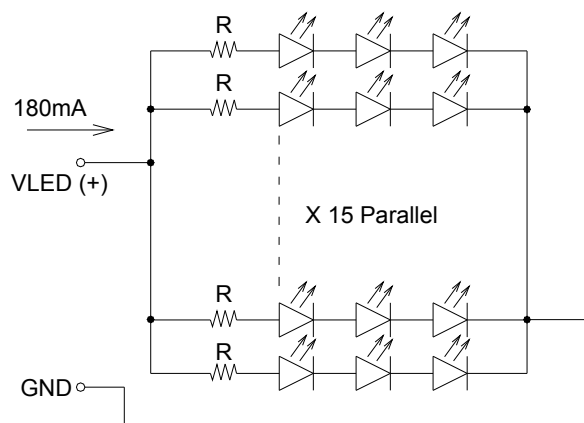 R
R
180mA
VLED (+)
X 15 Parallel
R
R
GND